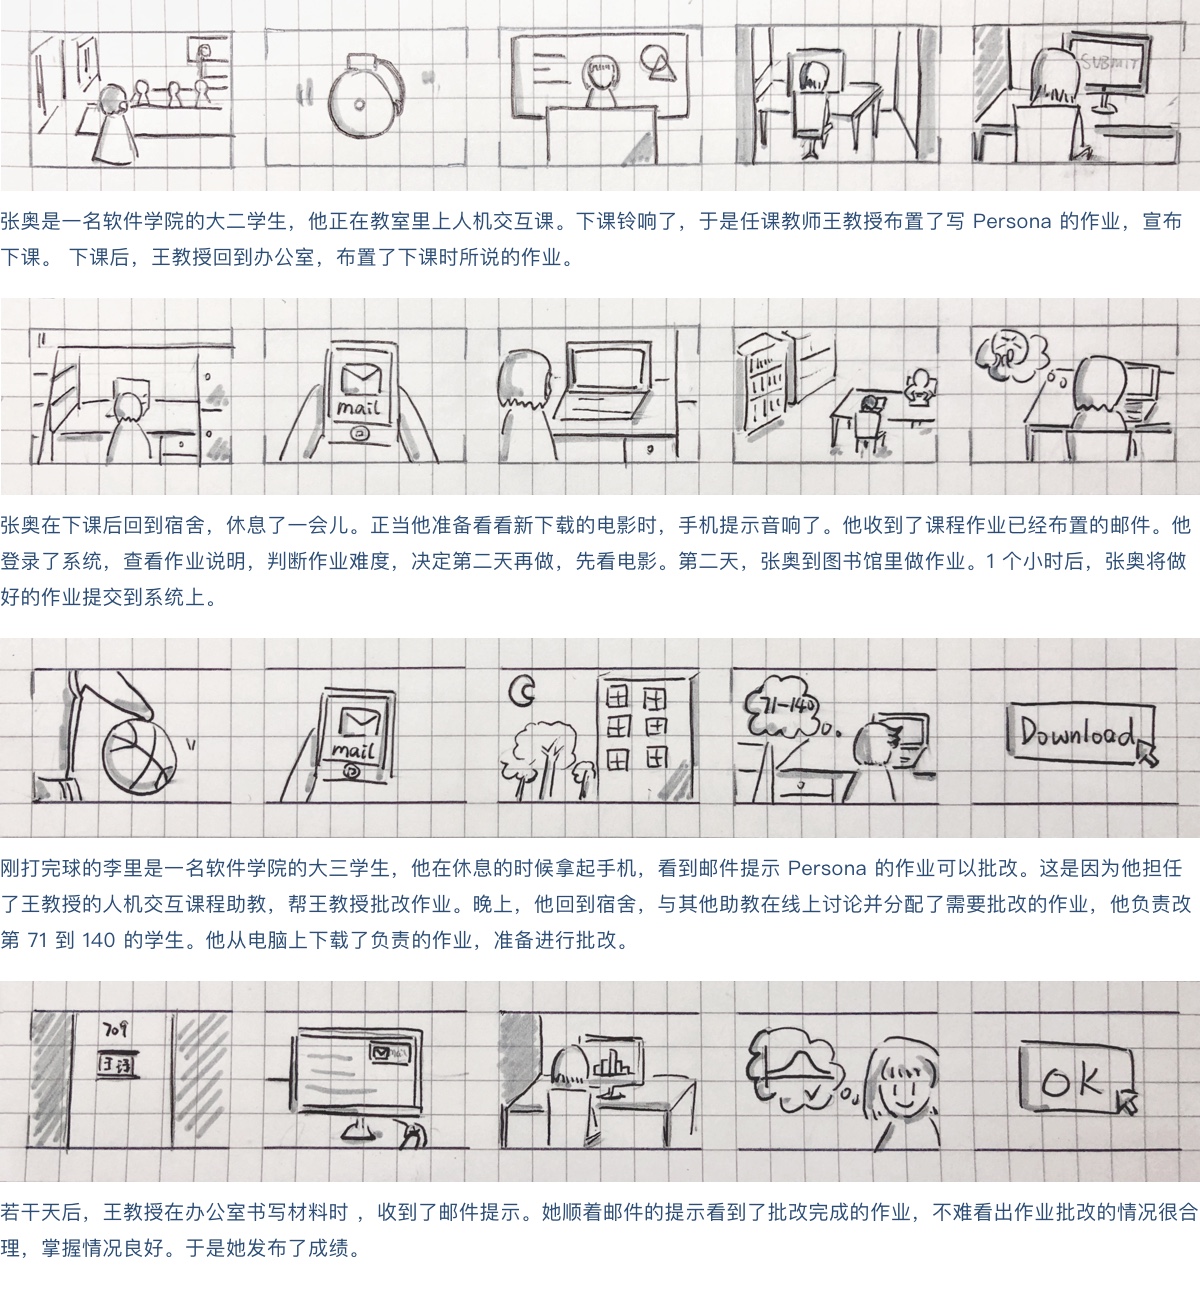 SUBMIT
张奥是一名软件学院的大二学生，他正在教室里上人机交互课。下课铃响了，于是任课教师王教授布置了写 Persona 的作业，宣布
下课。 下课后，王教授回到办公室，布置了下课时所说的作业。
mail
张奥在下课后回到宿舍，休息了一会儿。正当他准备看看新下载的电影时，手机提示音响了。他收到了课程作业已经布置的邮件。他
登录了系统，查看作业说明，判断作业难度，决定第二天再做，先看电影。第二天，张奥到图书馆里做作业。1 个小时后，张奥将做
好的作业提交到系统上。
mail
71-140
Download
刚打完球的李里是一名软件学院的大三学生，他在休息的时候拿起手机，看到邮件提示 Persona 的作业可以批改。这是因为他担任
了王教授的人机交互课程助教，帮王教授批改作业。晚上，他回到宿舍，与其他助教在线上讨论并分配了需要批改的作业，他负责改
第 71 到 140 的学生。他从电脑上下载了负责的作业，准备进行批改。
709
mail
OK
若干天后，王教授在办公室书写材料时 ，收到了邮件提示。她顺着邮件的提示看到了批改完成的作业，不难看出作业批改的情况很合
理，掌握情况良好。于是她发布了成绩。